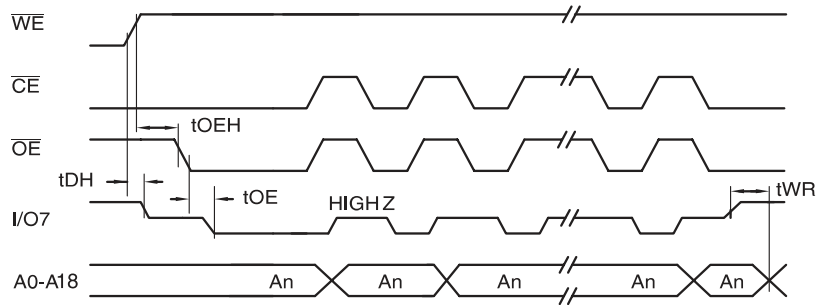 WE
CE
tOEH
OE
tDH
tOE
HIGH Z
tWR
I/O7
A0-A18 An An An An An